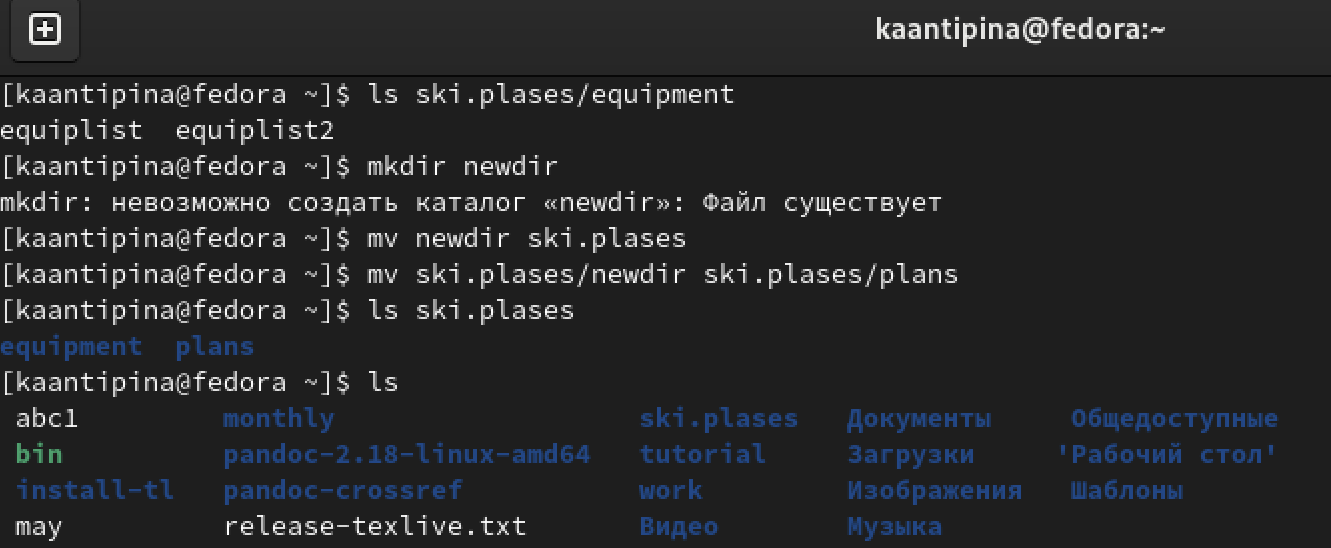 kaantipina@fedora:~
[kaantipina@fedora ~]$ ls ski.plases/equipment
equiplist  equiplist2
[kaantipina@fedora ~]$ mkdir newdir
mkdir: невозможно создать каталог «newdir»: Файл существует
[kaantipina@fedora ~]$ mv newdir ski.plases
[kaantipina@fedora ~]$ mv ski.plases/newdir ski.plases/plans
[kaantipina@fedora ~]$ ls ski.plases
equipment  plans
[kaantipina@fedora ~]$ ls
abc1  monthly  ski.plases  Документы  Общедоступные
bin  pandoc-2.18-linux-amd64  tutorial  Загрузки  'Рабочий стол'
install-tl  pandoc-crossref  work  Изображения  Шаблоны
may  release-texlive.txt  Видео  Музыка